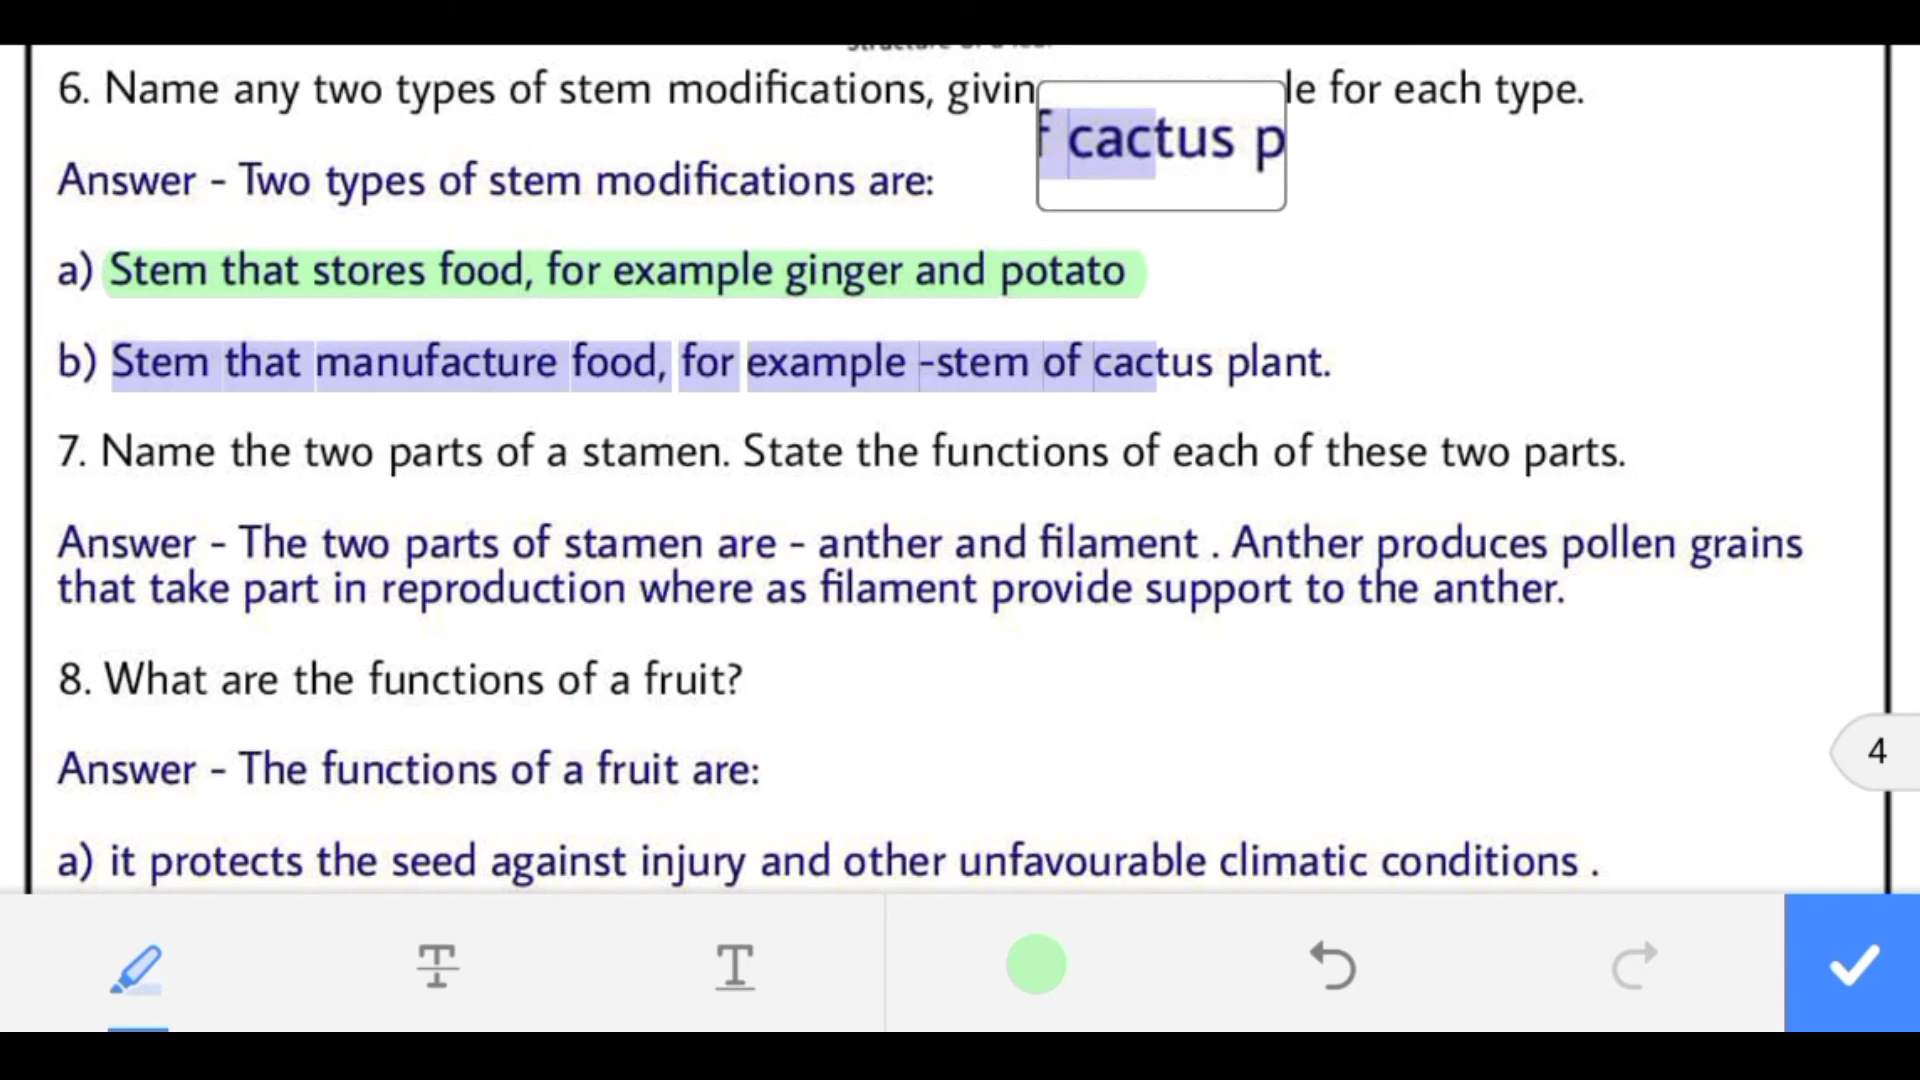 6. Name any two types of stem modifications, givin le for each type.
f cactus p
Answer - Two types of stem modifications are:
a) Stem that stores food, for example ginger and potato
b) Stem that manufacture food, for example -stem of cactus plant.
7. Name the two parts of a stamen. State the functions of each of these two parts.
Answer - The two parts of stamen are - anther and filament . Anther produces pollen grains
that take part in reproduction where as filament provide support to the anther.
8. What are the functions of a fruit?
Answer - The functions of a fruit are:
4
a) it protects the seed against injury and other unfavourable climatic conditions .